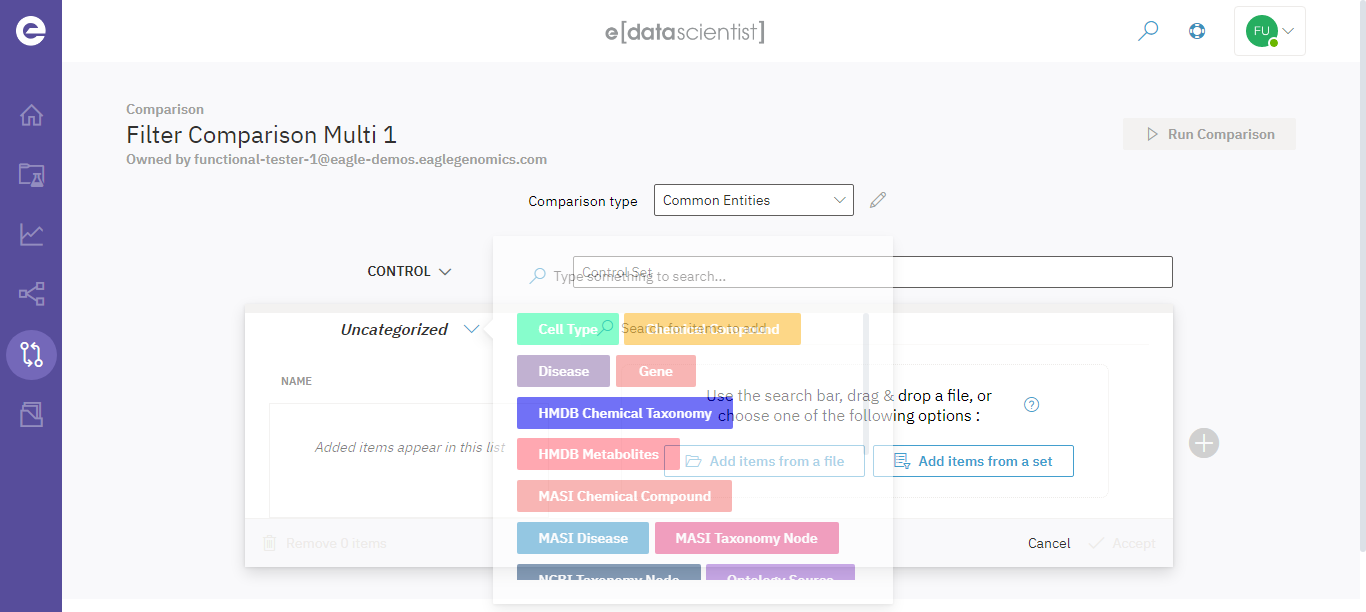 e[datascientist]
FU
Comparison
Filter Comparison Multi 1
Owned by functional-tester-1@eagle-demos.eaglegenomics.com
Run Comparison
Comparison type
Common Entities
CONTROL
Control Set
Type something to search...
Uncategorized
Search for items to add
Cell Type
Chemical Compound
Disease
Gene
NAME
Use the search bar, drag & drop a file, or
choose one of the following options :
HMDB Chemical Taxonomy
Added items appear in this list
HMDB Metabolites
Add items from a file
Add items from a set
MASI Chemical Compound
MASI Disease
MASI Taxonomy Node
Remove 0 items
Cancel
Accept
NCBI Taxonomy Node
Ontology Source